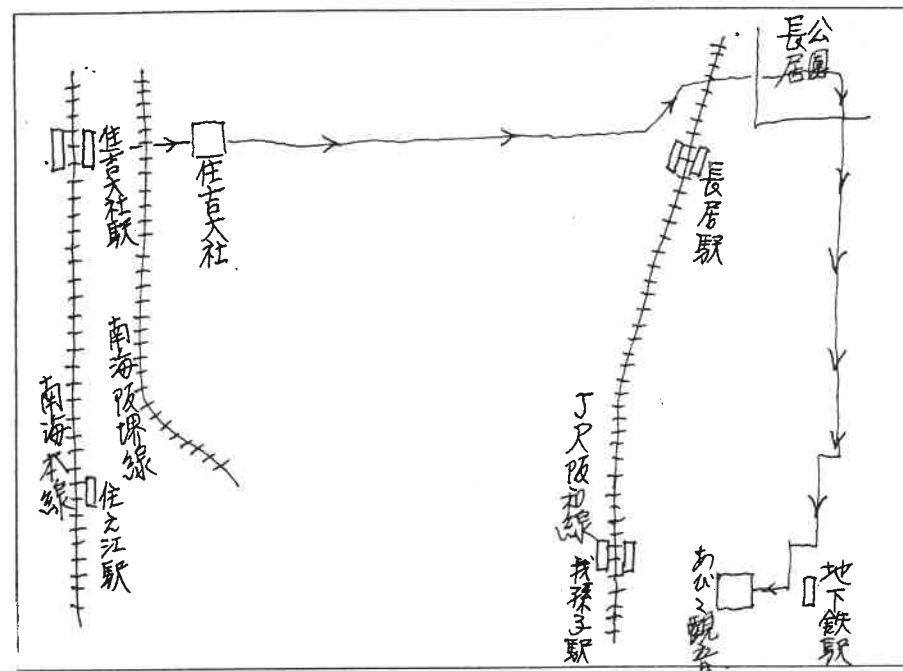 長居
公園
住吉大社駅
住吉大社
長居駅
南海阪堺線
南海本線
JR阪和線
住之江駅
我孫子駅
あびこ観音
地下鉄駅